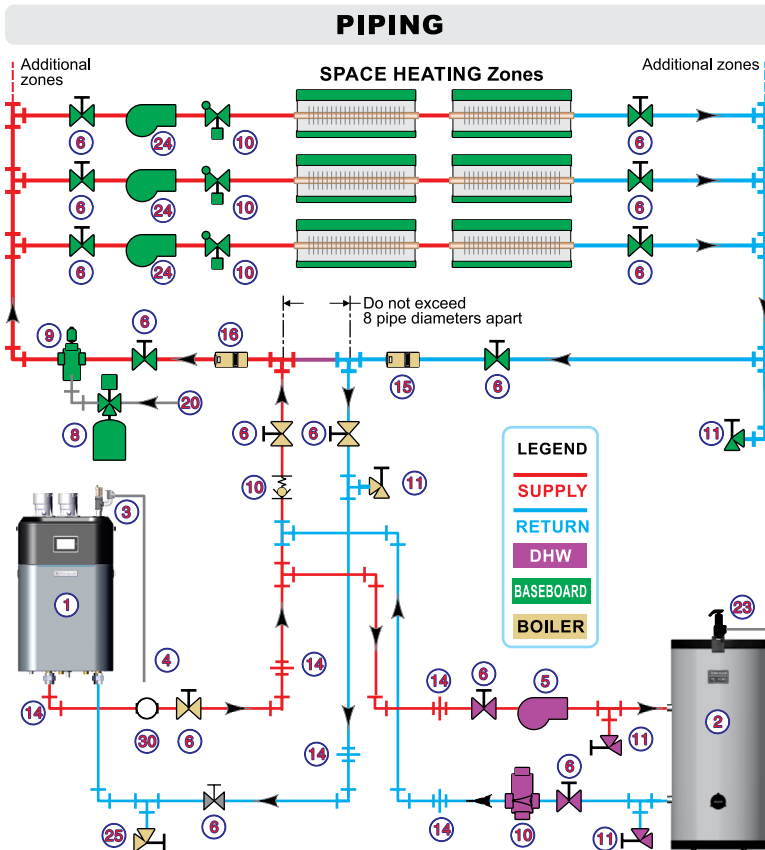 PIPING
Additional zones
SPACE HEATING Zones
Additional zones
6 24 10 6
6 24 10 6
6 24 10 6
Do not exceed
8 pipe diameters apart
9 6 16 15 6
8 20
6 6
11
10 11
3
1
LEGEND
SUPPLY
RETURN
DHW
BASEBOARD
BOILER
23
4 14
14 6 5
2
14 30 6
14
11
6
25 6 14 10 11